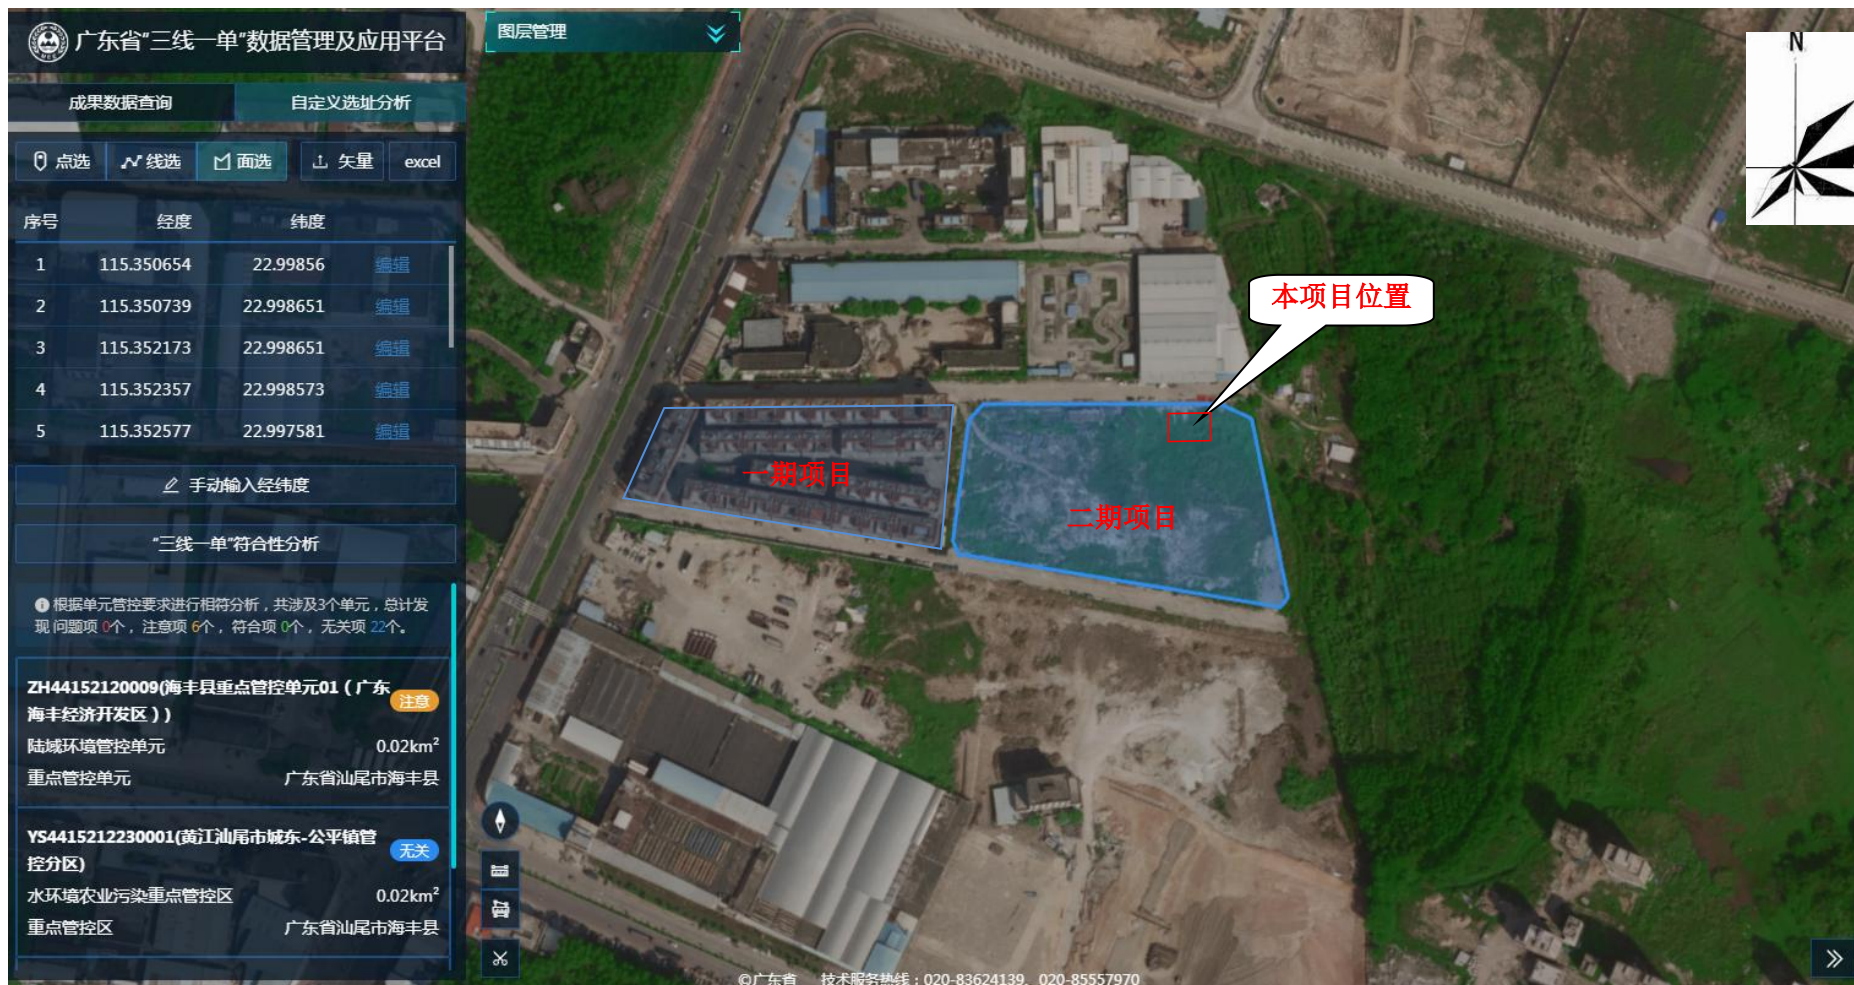 广东省"三线一单"数据管理及应用平台
图层管理
N
成果数据查询 自定义选址分析
点选 线选 面选 矢量 excel
序号 经度 纬度
1 115.350654 22.99856 编辑
2 115.350739 22.998651 编辑
3 115.352173 22.998651 编辑
4 115.352357 22.998573 编辑
5 115.352577 22.997581 编辑
手动输入经纬度
"三线一单"符合性分析
根据单元管控要求进行相符分析，共涉及3个单元，总计发
现 问题项 0个，注意项 6个，符合项 0个，无关项 22个。
ZH44152120009(海丰县重点管控单元01（广东
海丰经济开发区）)
注意
陆域环境管控单元 0.02km²
重点管控单元 广东省汕尾市海丰县
YS4415212230001(黄江汕尾市城东-公平镇管
控分区)
无关
水环境农业污染重点管控区 0.02km²
重点管控区 广东省汕尾市海丰县
本项目位置
一期项目
二期项目
©广东省 技术服务热线：020-83624139、020-85557970